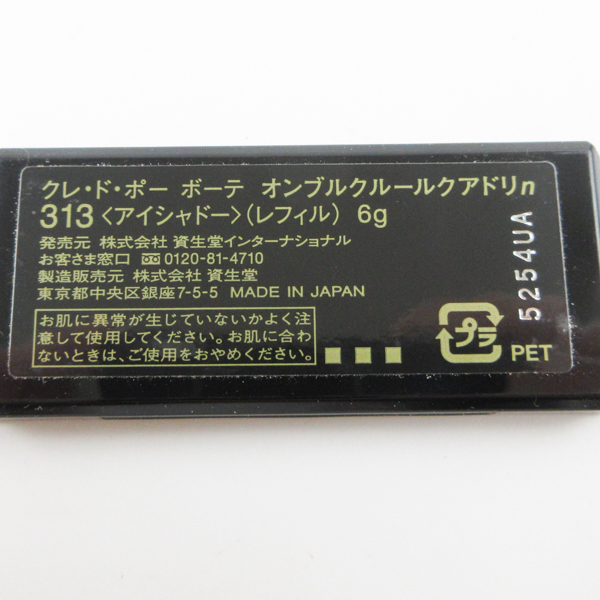 クレ・ド・ポー ボーテ オンブルクルールクアドリn
313〈アイシャドー〉(レフィル) 6g
発売元 株式会社 資生堂インターナショナル
お客さま窓口 0120-81-4710
製造販売元 株式会社 資生堂
東京都中央区銀座7-5-5 MADE IN JAPAN
お肌に異常が生じていないかよく注
意して使用してください。お肌に合わ
ないときは、ご使用をおやめください。
プラ
PET
5254UA